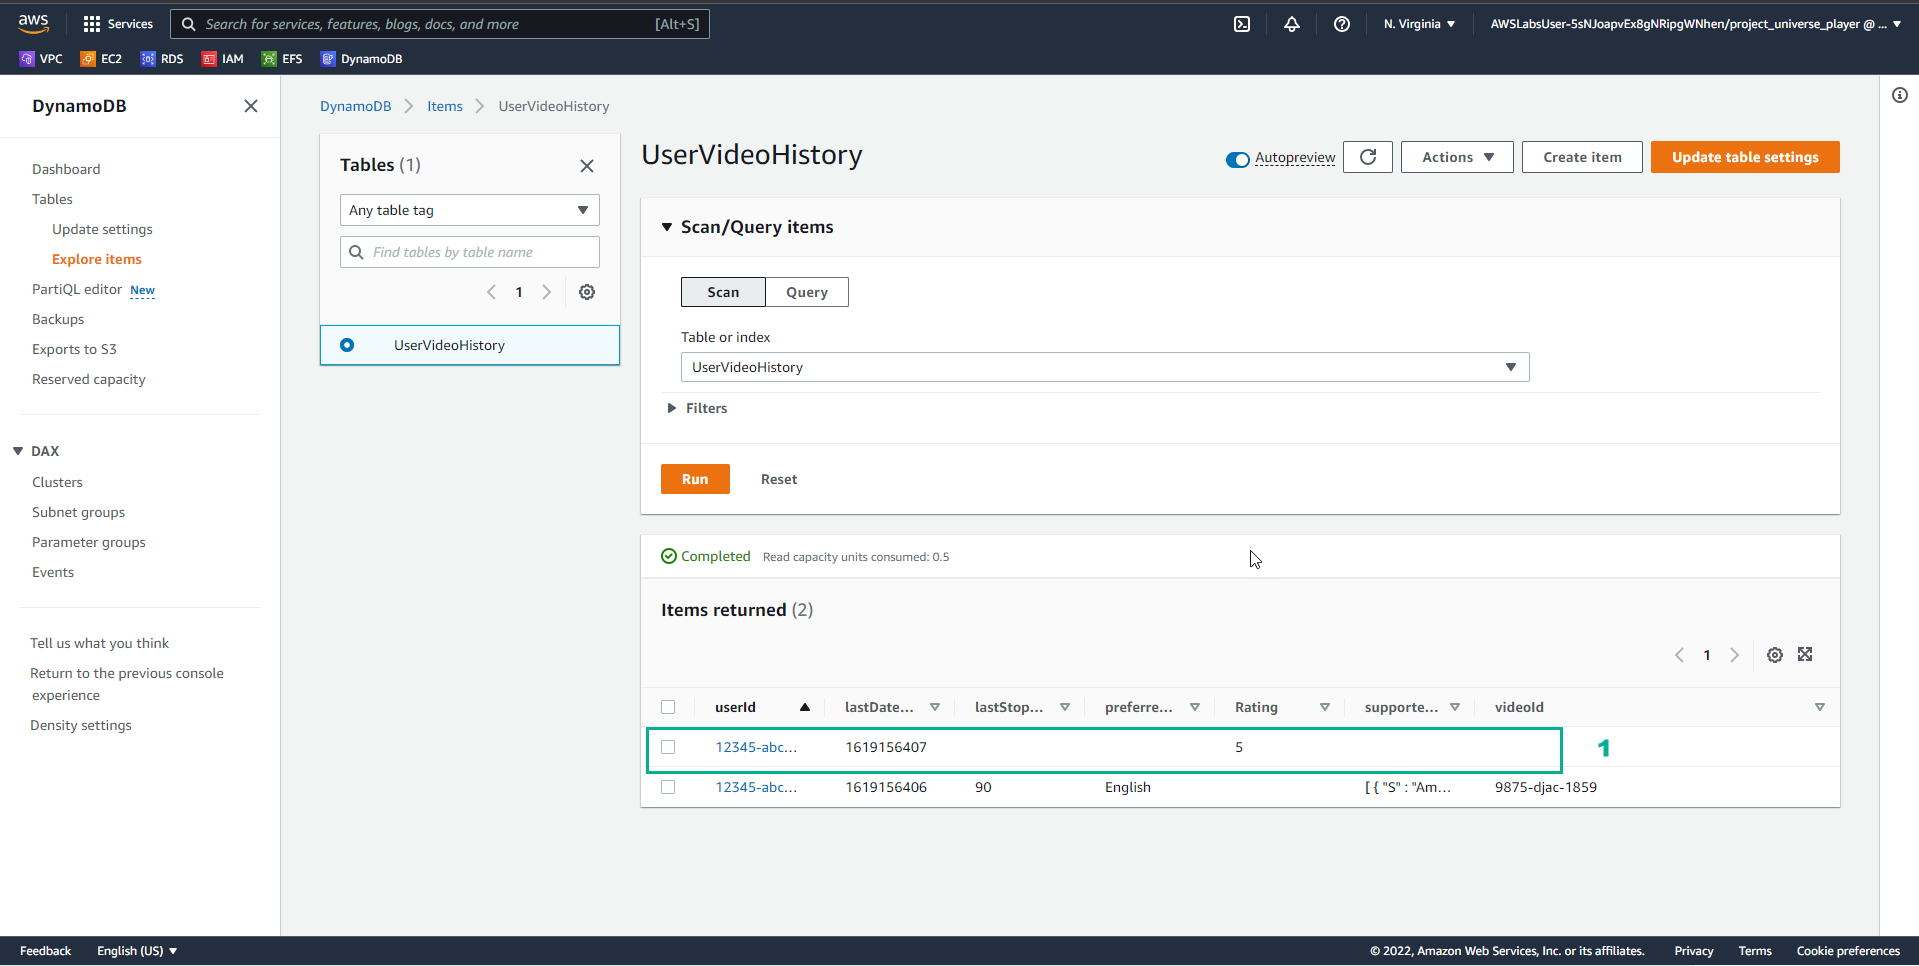 aws Services Search for services, features, blogs, docs, and more [Alt+S] N. Virginia AWSLabsUser-5sNJoapvEx8gNRipgWNhen/project_universe_player @ ...
VPC EC2 RDS IAM EFS DynamoDB
DynamoDB
Dashboard
Tables
Update settings
Explore items
PartiQL editor New
Backups
Exports to S3
Reserved capacity
DAX
Clusters
Subnet groups
Parameter groups
Events
Tell us what you think
Return to the previous console
experience
Density settings
DynamoDB Items UserVideoHistory
Tables (1)
Any table tag
Find tables by table name
1
UserVideoHistory
UserVideoHistory
Autopreview Actions Create item Update table settings
Scan/Query items
Scan Query
Table or index
UserVideoHistory
Filters
Run Reset
Completed Read capacity units consumed: 0.5
Items returned (2)
1
userId lastDate... lastStop... preferre... Rating supporte... videoId
12345-abc... 1619156407 5 1
12345-abc... 1619156406 90 English [ { "S" : "Am... 9875-djac-1859
Feedback English (US) © 2022, Amazon Web Services, Inc. or its affiliates. Privacy Terms Cookie preferences